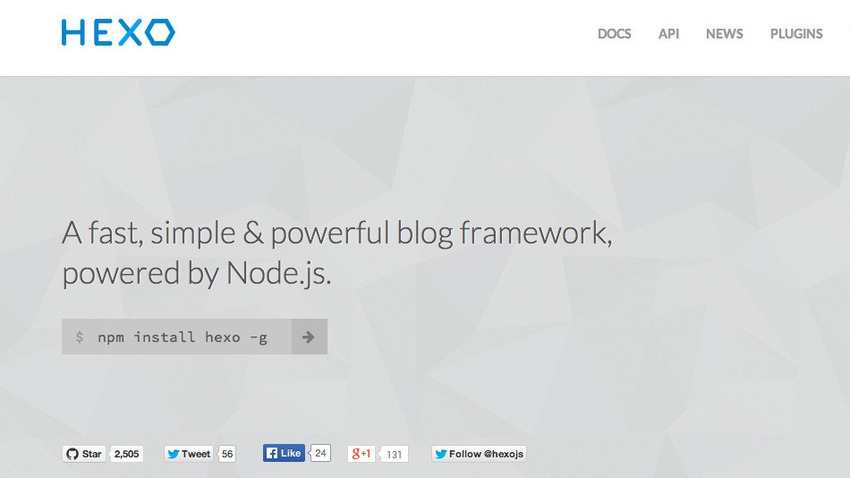 HEXO
DOCS API NEWS PLUGINS
A fast, simple & powerful blog framework,
powered by Node.js.
$ npm install hexo -g
Star 2,505 Tweet 56 Like 24 g+1 131 Follow @hexojs